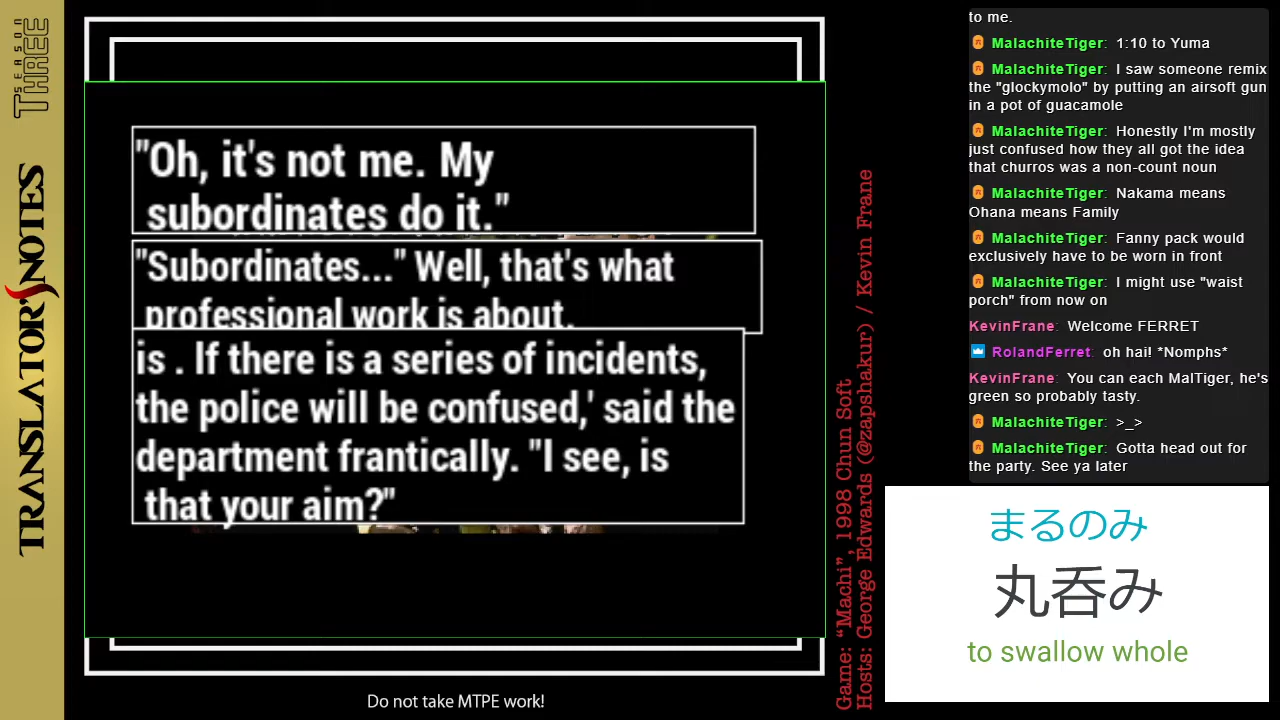 SEASON
THREE
TRANSLATOR'S NOTES
"Oh, it's not me. My
subordinates do it."
"Subordinates..." Well, that's what
professional work is about.
is . If there is a series of incidents,
the police will be confused,' said the
department frantically. "I see, is
that your aim?"
Do not take MTPE work!
Game: "Machi", 1998 Chun Soft
Hosts: George Edwards (@zapshakur) / Kevin Frane
to me.
MalachiteTiger: 1:10 to Yuma
MalachiteTiger: I saw someone remix
the "glockymolo" by putting an airsoft gun
in a pot of guacamole
MalachiteTiger: Honestly I'm mostly
just confused how they all got the idea
that churros was a non-count noun
MalachiteTiger: Nakama means
Ohana means Family
MalachiteTiger: Fanny pack would
exclusively have to be worn in front
MalachiteTiger: I might use "waist
porch" from now on
KevinFrane: Welcome FERRET
RolandFerret: oh hai! *Nomphs*
KevinFrane: You can poach MalTiger, he's
green so probably tasty.
MalachiteTiger: >_>
MalachiteTiger: Gotta head out for
the party. See ya later
まるのみ
丸呑み
to swallow whole